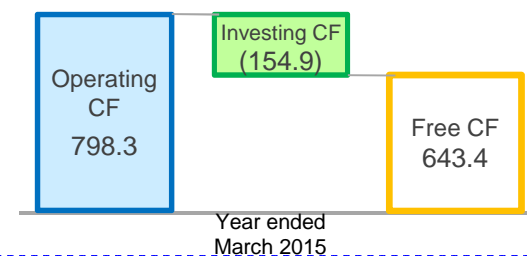 Operating
CF
798.3
Investing CF
(154.9)
Free CF
643.4
Year ended
March 2015